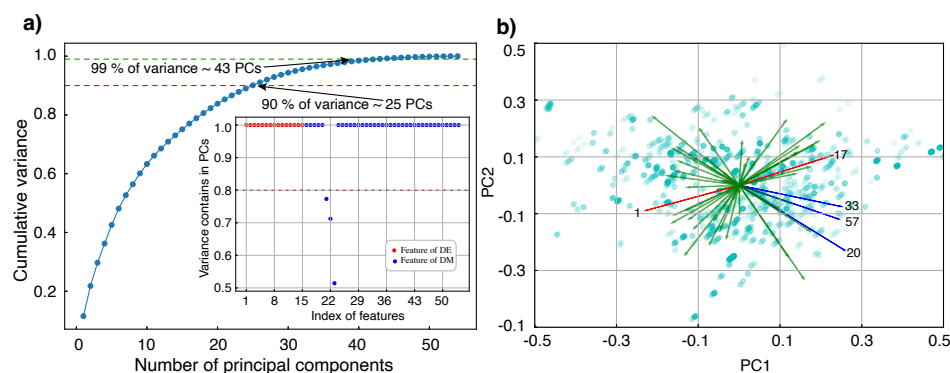 a)
Cumulative variance
1.0
0.8
0.6
0.4
0.2
99 % of variance ~ 43 PCs
90 % of variance ~ 25 PCs
Variance contains in PCs
1.0
0.9
0.8
0.7
0.6
0.5
Feature of DE
Feature of DM
1 8 15 22 29 36 43 50
Index of features
0 10 20 30 40 50
Number of principal components
b)
PC2
0.5
0.3
0.1
-0.1
-0.3
-0.1
17
1
33
57
20
-0.5 -0.3 -0.1 0.1 0.3 0.5
PC1